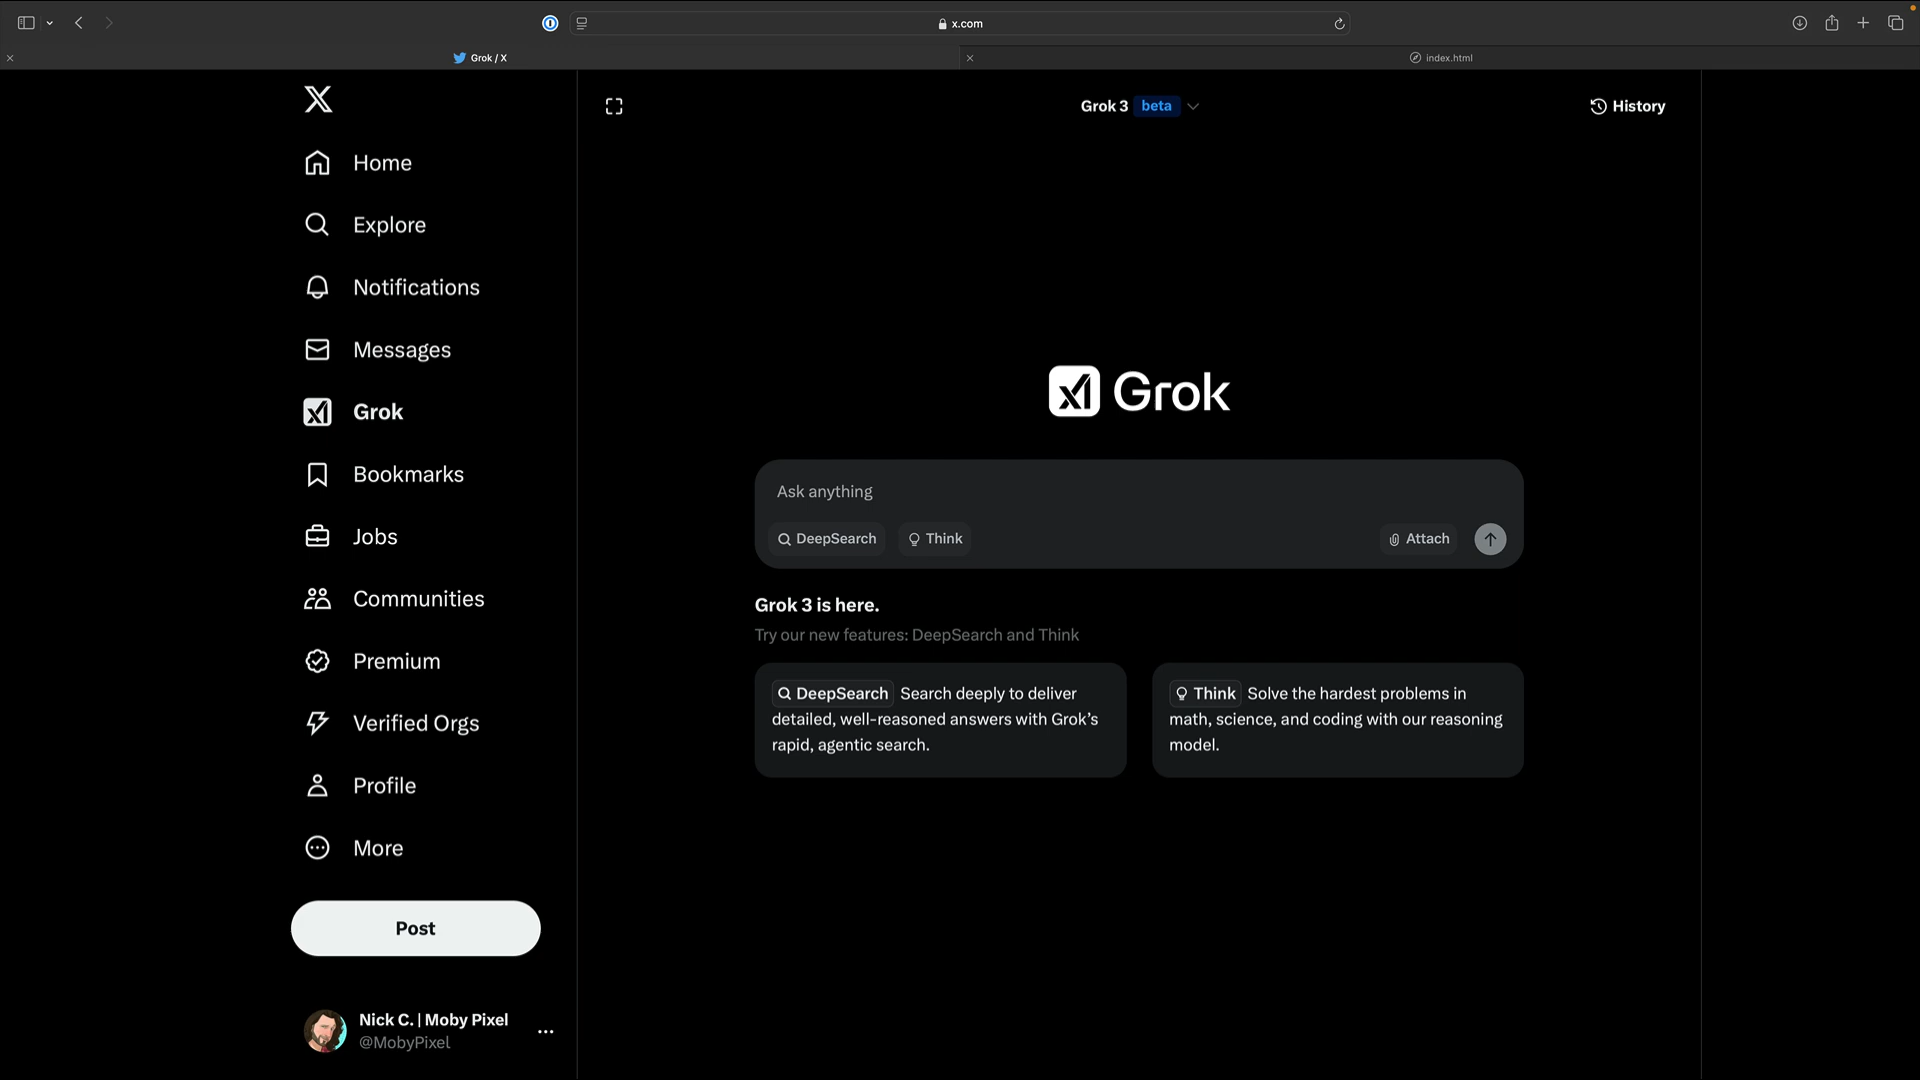 x.com
Grok / X
index.html
Home
Explore
Notifications
Messages
Grok
Bookmarks
Jobs
Communities
Premium
Verified Orgs
Profile
More
Post
Nick C. | Moby Pixel
@MobyPixel
Grok 3 beta
History
Grok
Ask anything
DeepSearch
Think
Attach
Grok 3 is here.
Try our new features: DeepSearch and Think
DeepSearch Search deeply to deliver
detailed, well-reasoned answers with Grok’s
rapid, agentic search.
Think Solve the hardest problems in
math, science, and coding with our reasoning
model.